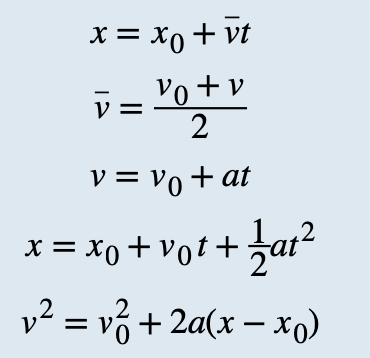 x = x₀ + v̄t
v̄ = (v₀ + v)/2
v = v₀ + at
x = x₀ + v₀t + ½at²
v² = v₀² + 2a(x − x₀)